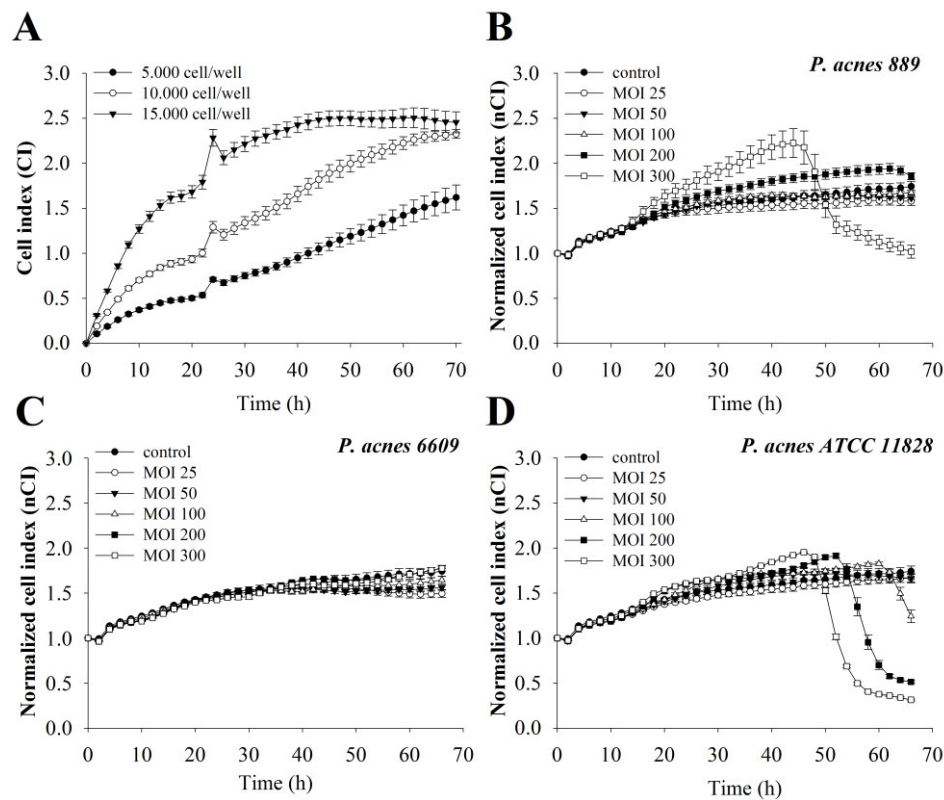 A
Cell index (CI)
3.0
2.5
2.0
1.5
1.0
0.5
0.0
5.000 cell/well
10.000 cell/well
15.000 cell/well
0 10 20 30 40 50 60 70
Time (h)
B
P. acnes 889
Normalized cell index (nCI)
3.0
2.5
2.0
1.5
1.0
0.5
0.0
control
MOI 25
MOI 50
MOI 100
MOI 200
MOI 300
0 10 20 30 40 50 60 70
Time (h)
C
P. acnes 6609
Normalized cell index (nCI)
3.0
2.5
2.0
1.5
1.0
0.5
0.0
control
MOI 25
MOI 50
MOI 100
MOI 200
MOI 300
0 10 20 30 40 50 60 70
Time (h)
D
P. acnes ATCC 11828
Normalized cell index (nCI)
3.0
2.5
2.0
1.5
1.0
0.5
0.0
control
MOI 25
MOI 50
MOI 100
MOI 200
MOI 300
0 10 20 30 40 50 60 70
Time (h)